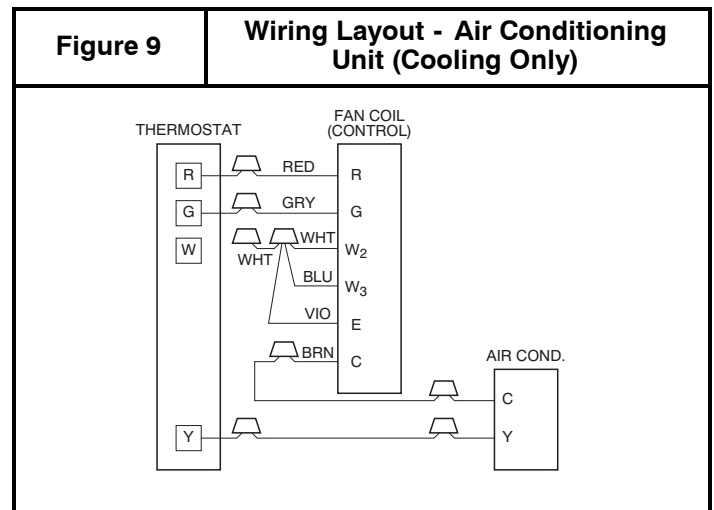 Figure 9
Wiring Layout - Air Conditioning
Unit (Cooling Only)
THERMOSTAT
FAN COIL
(CONTROL)
R
RED
R
G
GRY
G
W
WHT
WHT
W2
BLU
W3
VIO
E
BRN
C
AIR COND.
C
Y
Y